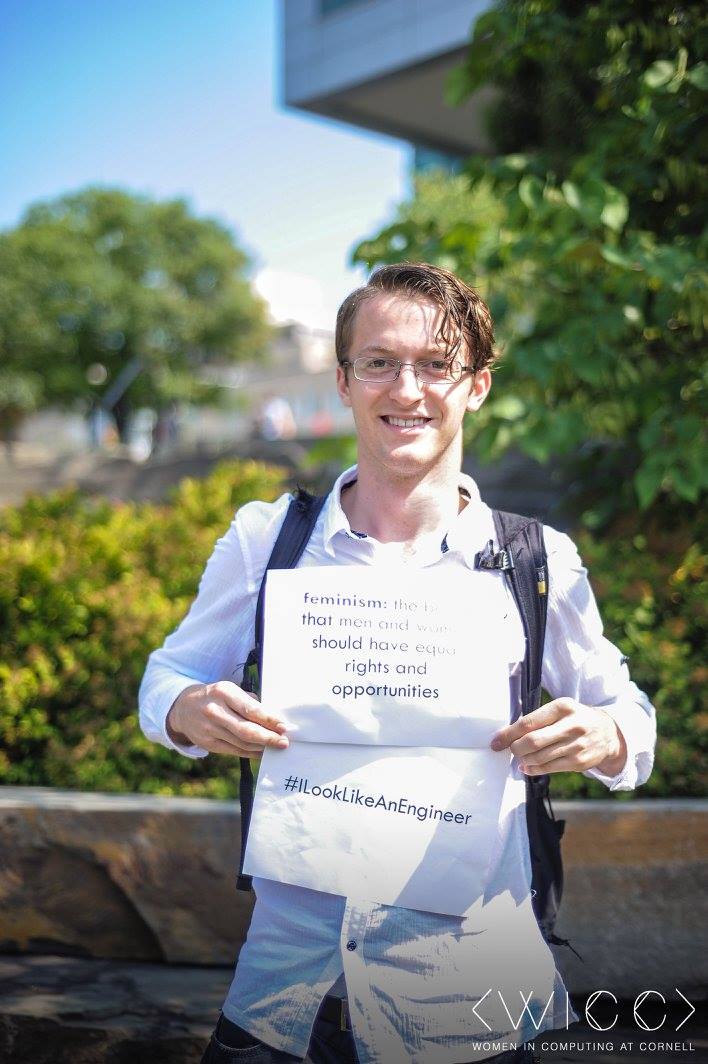 feminism: the
that men and
should have
rights and
opportunities
#ILookLikeAnEngineer
<WICC>
WOMEN IN COMPUTING AT CORNELL